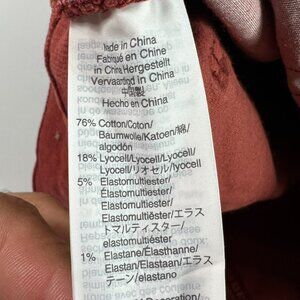 Made in China
Fabriqué en Chine
in China Hergestellt
Vervaardigd in China
中国製
Hecho en China
76% Cotton/Coton/
Baumwolle/Katoen/綿/
algodón
18% Lyocell/Lyocell/Lyocell/
Lyocell/リオセル/lyocell
5% Elastomultiester/
Élastomultiester/
Elastomultiester/
Elastomultiëster/エラス
トマルティスター/
elastomultiéster
1% Elastane/Élasthanne/
Elastan/Elastaan/エラス
テーン/elastano
Decoration/